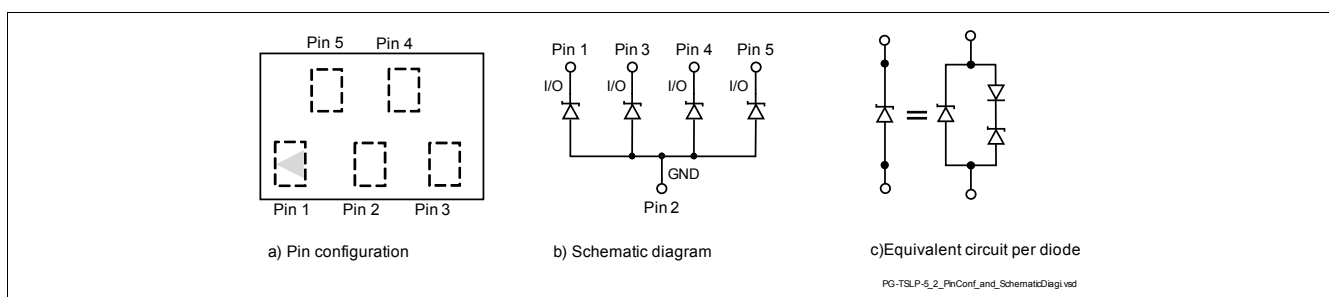 Pin 5 Pin 4
Pin 1 Pin 2 Pin 3
a) Pin configuration
Pin 1 Pin 3 Pin 4 Pin 5
I/O I/O I/O I/O
GND
Pin 2
b) Schematic diagram
c)Equivalent circuit per diode
PG-TSLP-5_2_PinConf_and_SchematicDiagi.vsd